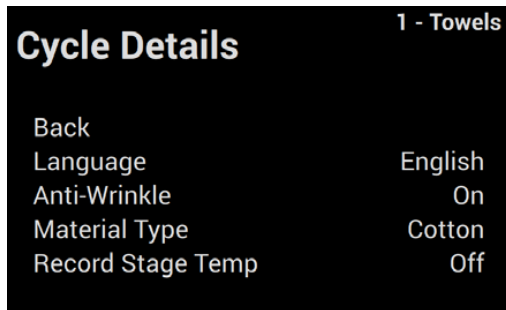 1 - Towels
Cycle Details
Back
Language English
Anti-Wrinkle On
Material Type Cotton
Record Stage Temp Off